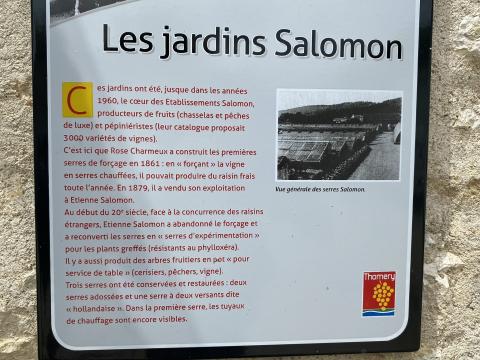 Les jardins Salomon
Ces jardins ont été, jusque dans les années
1960, le cœur des Etablissements Salomon,
producteurs de fruits (chasselas et pêches
de luxe) et pépiniéristes (leur catalogue proposait
3000 variétés de vignes).
C'est ici que Rose Charmeux a construit les premières
serres de forçage en 1861 : en « forçant » la vigne
en serres chauffées, il pouvait produire du raisin frais
toute l'année. En 1879, il a vendu son exploitation
à Etienne Salomon.
Au début du 20e siècle, face à la concurrence des raisins
étrangers, Etienne Salomon a abandonné le forçage et
a reconverti les serres en « serres d'expérimentation »
pour les plants greffés (résistants au phylloxéra).
Il y a aussi produit des arbres fruitiers en pot « pour
service de table » (cerisiers, pêchers, vigne).
Trois serres ont été conservées et restaurées : deux
serres adossées et une serre à deux versants dite
« hollandaise ». Dans la première serre, les tuyaux
de chauffage sont encore visibles.
Vue générale des serres Salomon.
Thomery